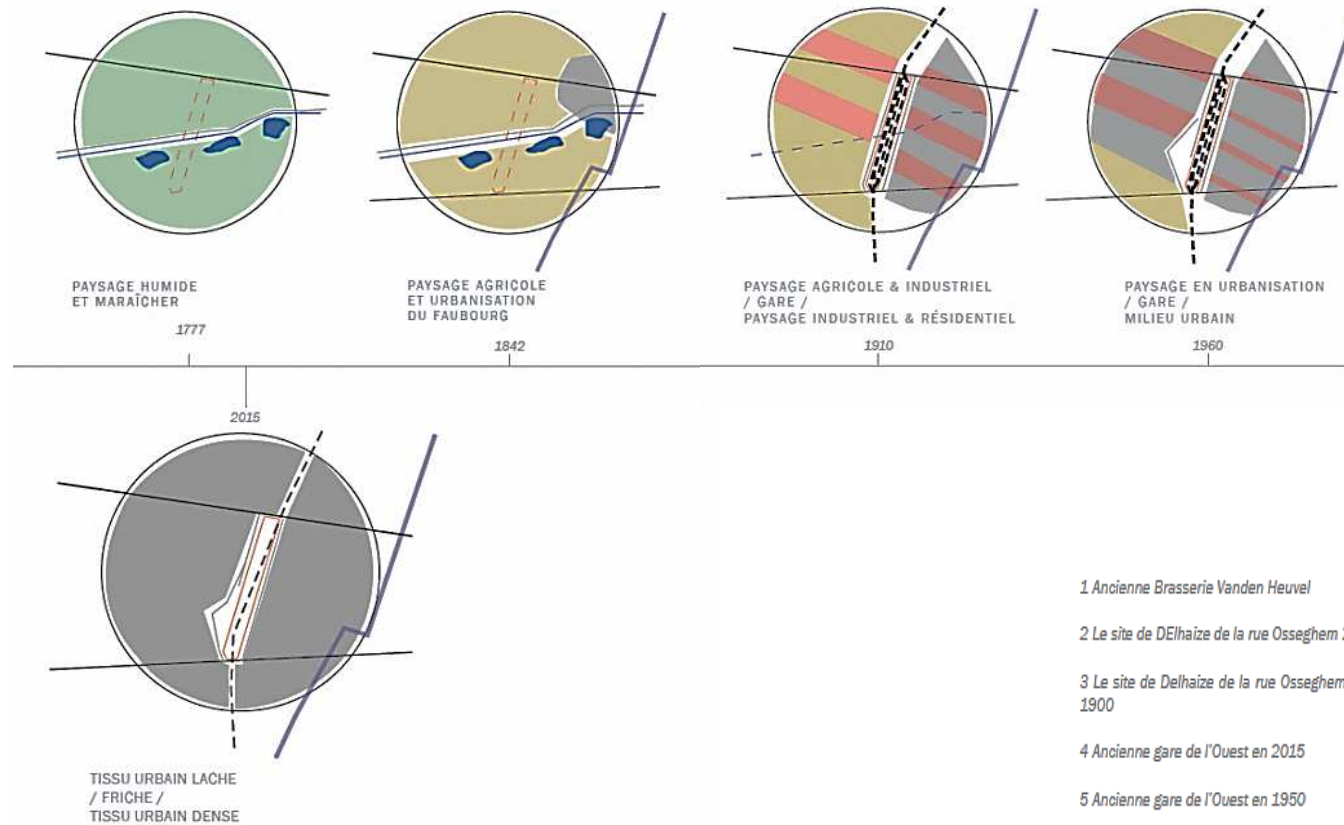 PAYSAGE HUMIDE
ET MARAÎCHER
1777
PAYSAGE AGRICOLE
ET URBANISATION
DU FAUBOURG
1842
PAYSAGE AGRICOLE & INDUSTRIEL
/ GARE /
PAYSAGE INDUSTRIEL & RÉSIDENTIEL
1910
PAYSAGE EN URBANISATION
/ GARE /
MILIEU URBAIN
1960
2015
TISSU URBAIN LACHE
/ FRICHE /
TISSU URBAIN DENSE
1 Ancienne Brasserie Vanden Heuvel
2 Le site de DElhaize de la rue Osseghem
3 Le site de Delhaize de la rue Osseghem
1900
4 Ancienne gare de l'Ouest en 2015
5 Ancienne gare de l'Ouest en 1950